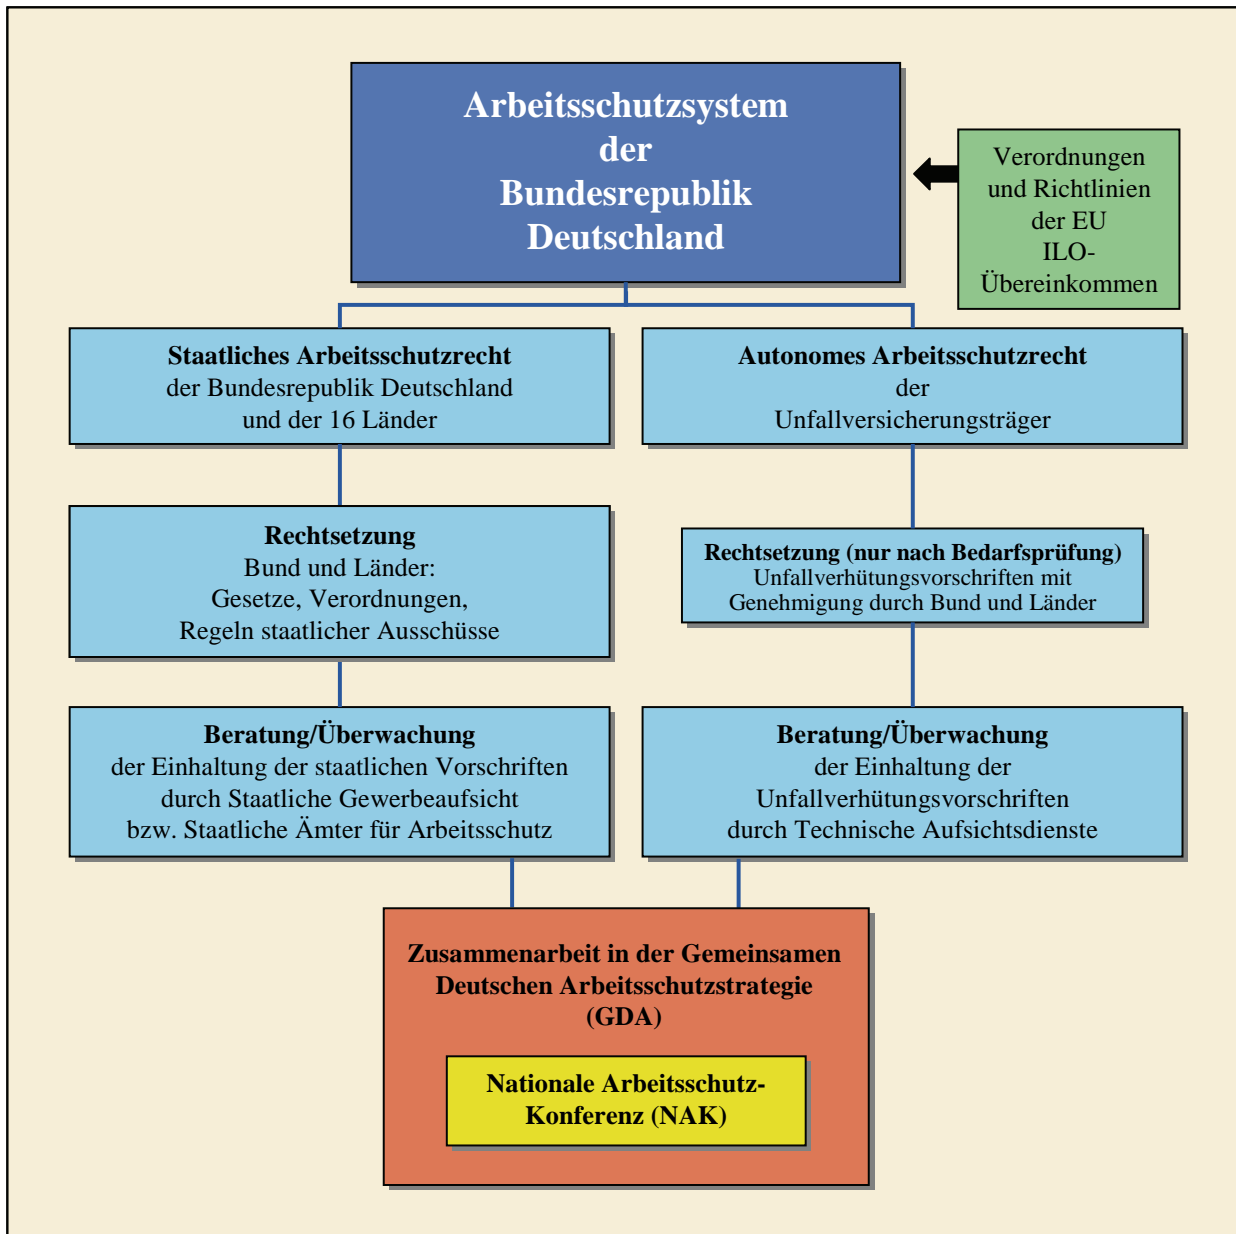 Arbeitsschutzsystem
der
Bundesrepublik
Deutschland
Verordnungen
und Richtlinien
der EU
ILO-
Übereinkommen
Staatliches Arbeitsschutzrecht
der Bundesrepublik Deutschland
und der 16 Länder
Autonomes Arbeitsschutzrecht
der
Unfallversicherungsträger
Rechtsetzung
Bund und Länder:
Gesetze, Verordnungen,
Regeln staatlicher Ausschüsse
Rechtsetzung (nur nach Bedarfsprüfung)
Unfallverhütungsvorschriften mit
Genehmigung durch Bund und Länder
Beratung/Überwachung
der Einhaltung der staatlichen Vorschriften
durch Staatliche Gewerbeaufsicht
bzw. Staatliche Ämter für Arbeitsschutz
Beratung/Überwachung
der Einhaltung der
Unfallverhütungsvorschriften
durch Technische Aufsichtsdienste
Zusammenarbeit in der Gemeinsamen
Deutschen Arbeitsschutzstrategie
(GDA)
Nationale Arbeitsschutz-
Konferenz (NAK)